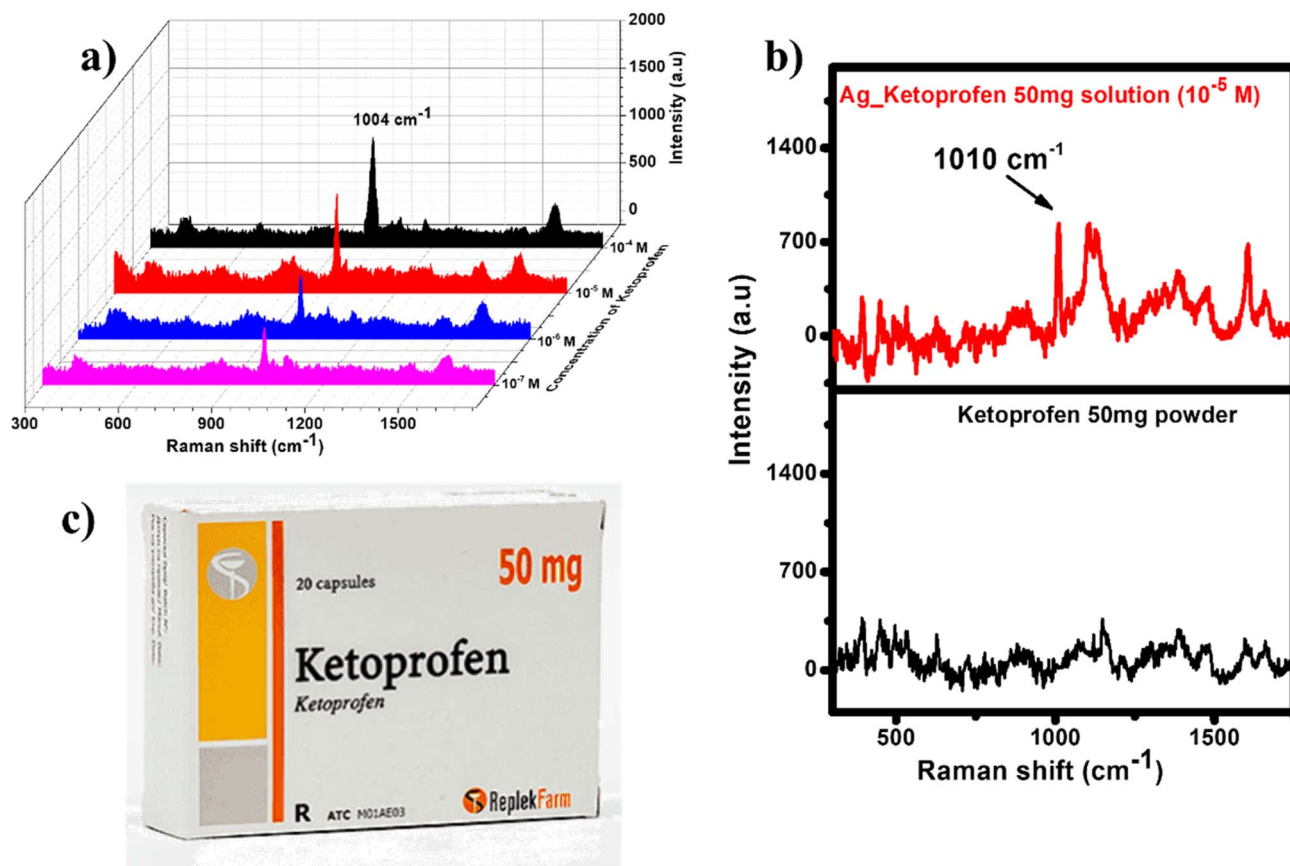 a)
2000
1500
1000
500
0
Intensity (a.u)
1004 cm⁻¹
10⁻⁴ M
10⁻⁵ M
10⁻⁶ M
10⁻⁷ M
Concentration of Ketoprofen
300 600 900 1200 1500
Raman shift (cm⁻¹)
b)
Ag_Ketoprofen 50mg solution (10⁻⁵ M)
1010 cm⁻¹
1400
700
0
Ketoprofen 50mg powder
1400
700
0
Intensity (a.u)
500 1000 1500
Raman shift (cm⁻¹)
c)
50 mg
20 capsules
Ketoprofen
Ketoprofen
R ATC M01AE03
ReplekFarm